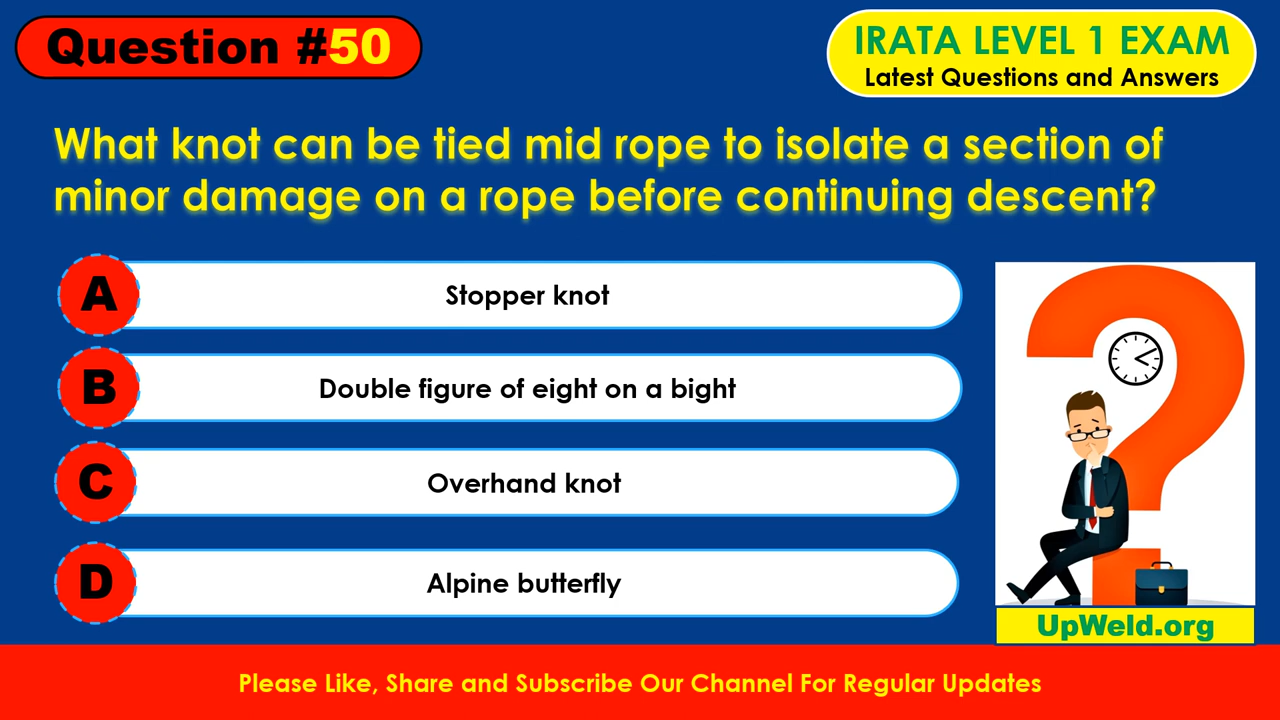 Question #50
IRATA LEVEL 1 EXAM
Latest Questions and Answers
What knot can be tied mid rope to isolate a section of
minor damage on a rope before continuing descent?
A
Stopper knot
B
Double figure of eight on a bight
C
Overhand knot
D
Alpine butterfly
UpWeld.org
Please Like, Share and Subscribe Our Channel For Regular Updates